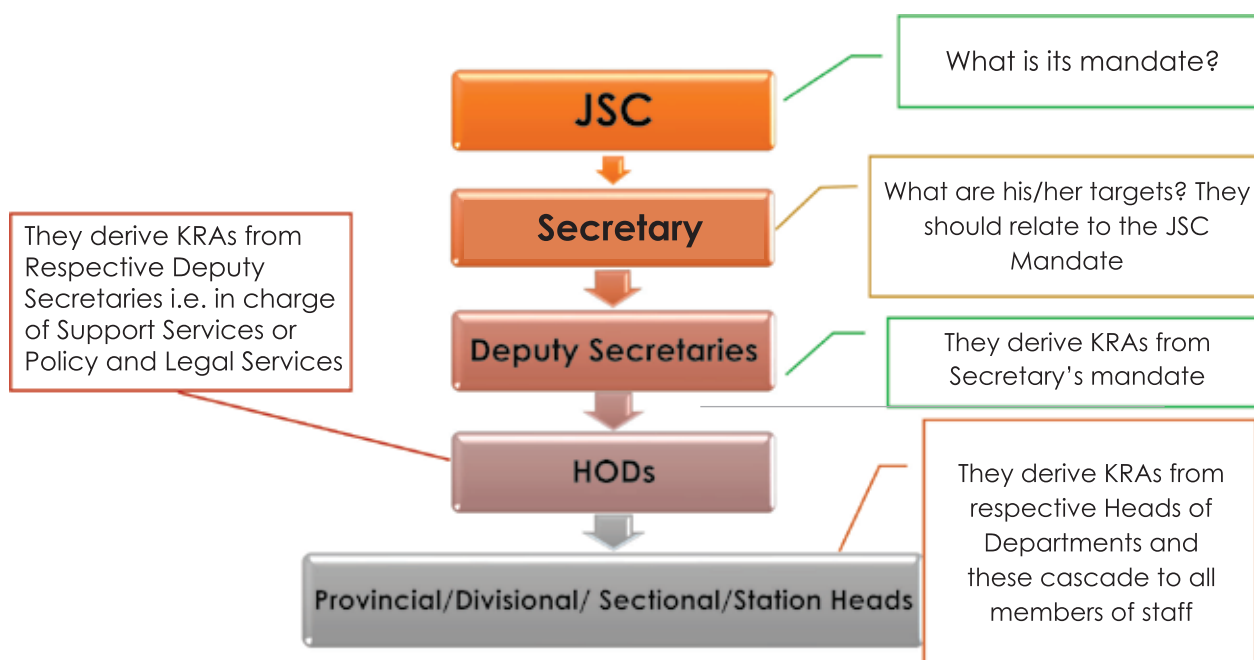 What is its mandate?
JSC
What are his/her targets? They
should relate to the JSC
Mandate
Secretary
They derive KRAs from
Respective Deputy
Secretaries i.e. in charge
of Support Services or
Policy and Legal Services
They derive KRAs from
Secretary’s mandate
Deputy Secretaries
HODs
They derive KRAs from
respective Heads of
Departments and
these cascade to all
members of staff
Provincial/Divisional/ Sectional/Station Heads